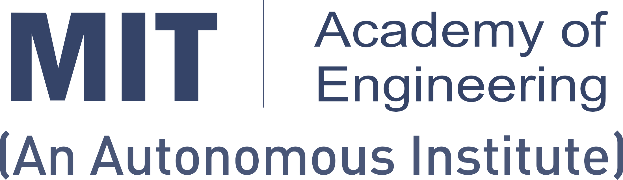 MIT
Academy of
Engineering
(An Autonomous Institute)